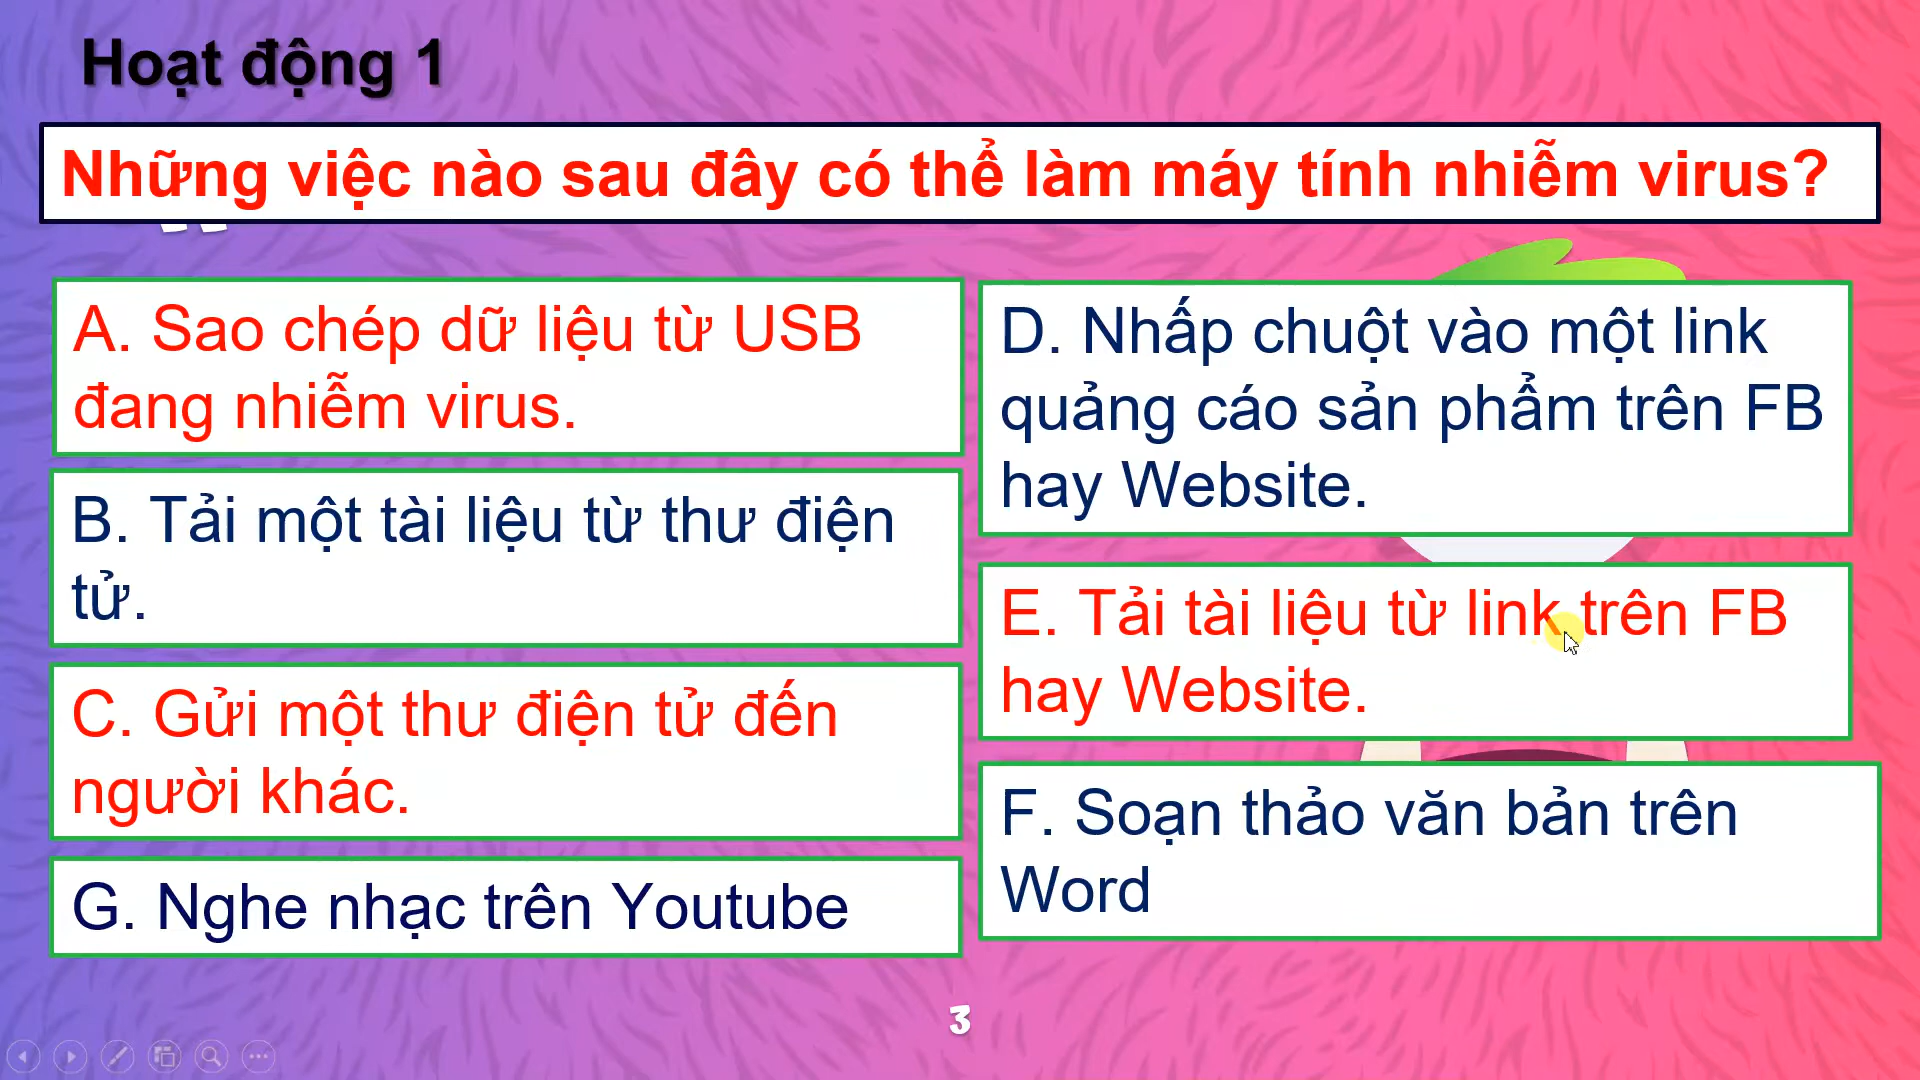 Hoạt động 1
Những việc nào sau đây có thể làm máy tính nhiễm virus?
A. Sao chép dữ liệu từ USB
đang nhiễm virus.
B. Tải một tài liệu từ thư điện
tử.
C. Gửi một thư điện tử đến
người khác.
G. Nghe nhạc trên Youtube
D. Nhấp chuột vào một link
quảng cáo sản phẩm trên FB
hay Website.
E. Tải tài liệu từ link trên FB
hay Website.
F. Soạn thảo văn bản trên
Word
3